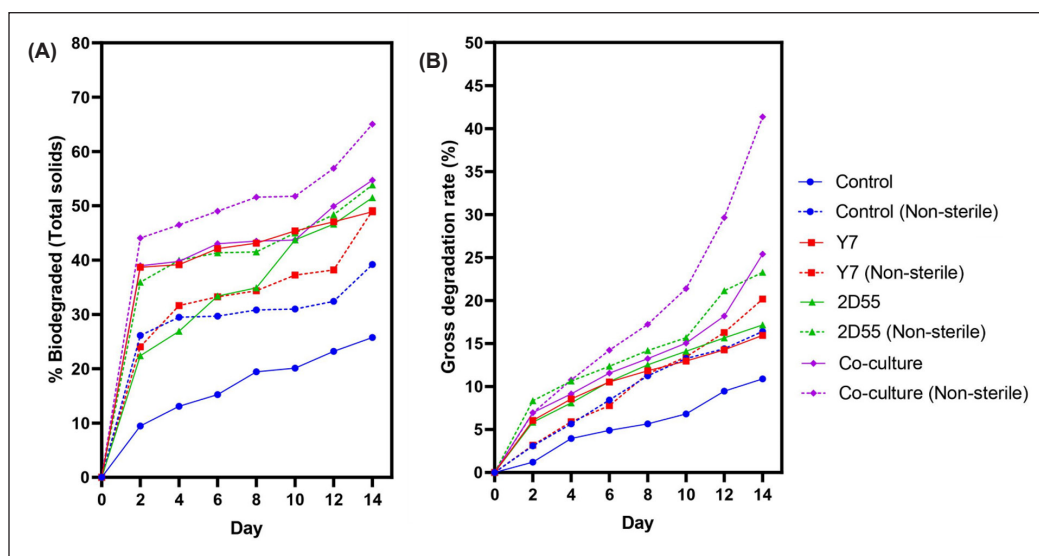 (A)
% Biodegraded (Total solids)
80
70
60
50
40
30
20
10
0
0 2 4 6 8 10 12 14
Day
(B)
Gross degradation rate (%)
50
45
40
35
30
25
20
15
10
5
0
0 2 4 6 8 10 12 14
Day
Control
Control (Non-sterile)
Y7
Y7 (Non-sterile)
2D55
2D55 (Non-sterile)
Co-culture
Co-culture (Non-sterile)